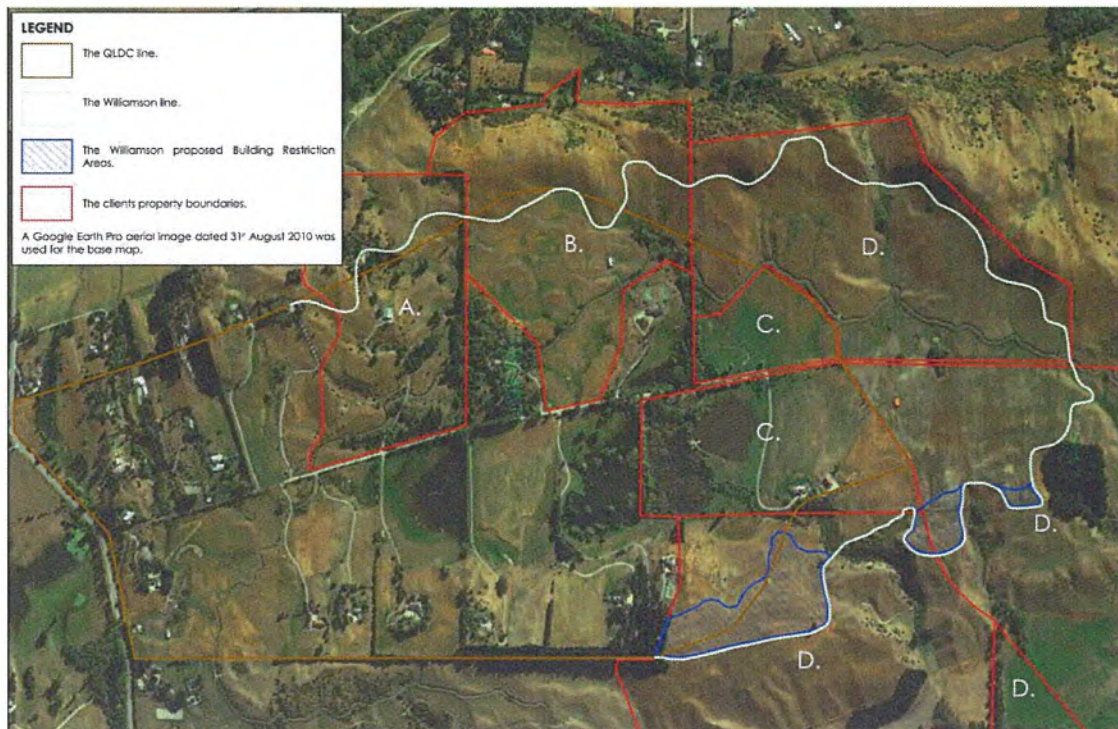 LEGEND
The QLDC line.
The Williamson line.
The Williamson proposed Building Restriction
Areas.
The clients property boundaries.
A Google Earth Pro aerial image dated 31st August 2010 was
used for the base map.
A.
B.
D.
C.
C.
D.
D.
D.